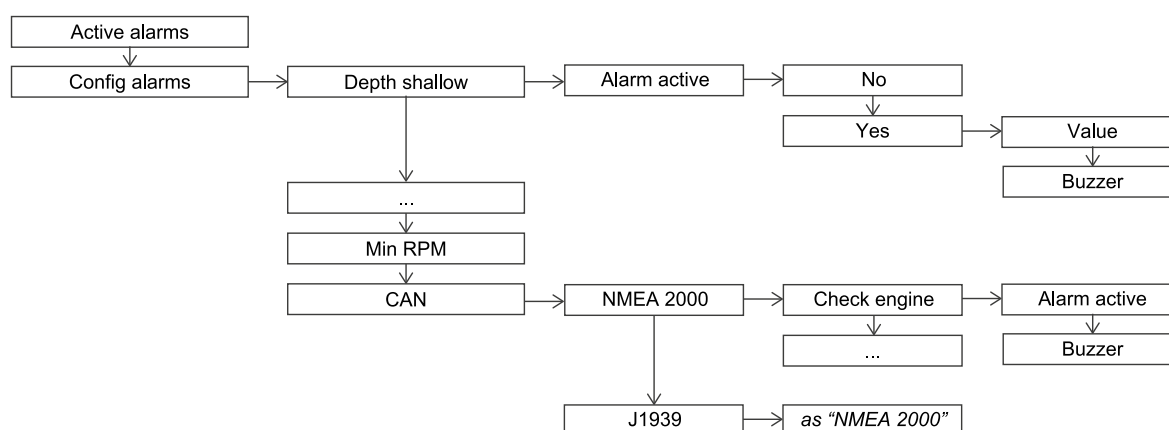 Active alarms
Config alarms
Depth shallow
Alarm active
No
Yes
Value
Buzzer
...
Min RPM
CAN
NMEA 2000
Check engine
Alarm active
...
Buzzer
J1939
as “NMEA 2000”